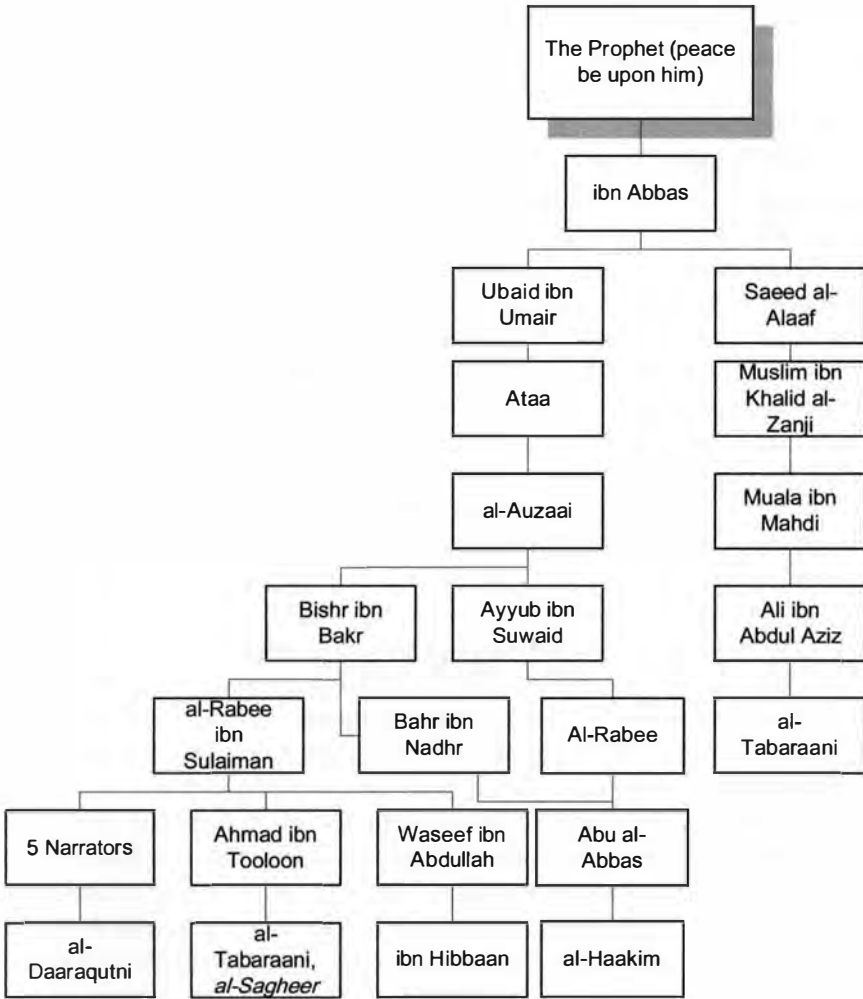 The Prophet (peace
be upon him)
ibn Abbas
Ubaid ibn
Umair
Saeed al-
Alaaf
Ataa
Muslim ibn
Khalid al-
Zanji
al-Auzaai
Muala ibn
Mahdi
Bishr ibn
Bakr
Ayyub ibn
Suwaid
Ali ibn
Abdul Aziz
al-Rabee
ibn
Sulaiman
Bahr ibn
Nadhr
Al-Rabee
al-
Tabaraani
5 Narrators
Ahmad ibn
Tooloon
Waseef ibn
Abdullah
Abu al-
Abbas
al-
Daaraqutni
al-
Tabaraani,
al-Sagheer
ibn Hibbaan
al-Haakim